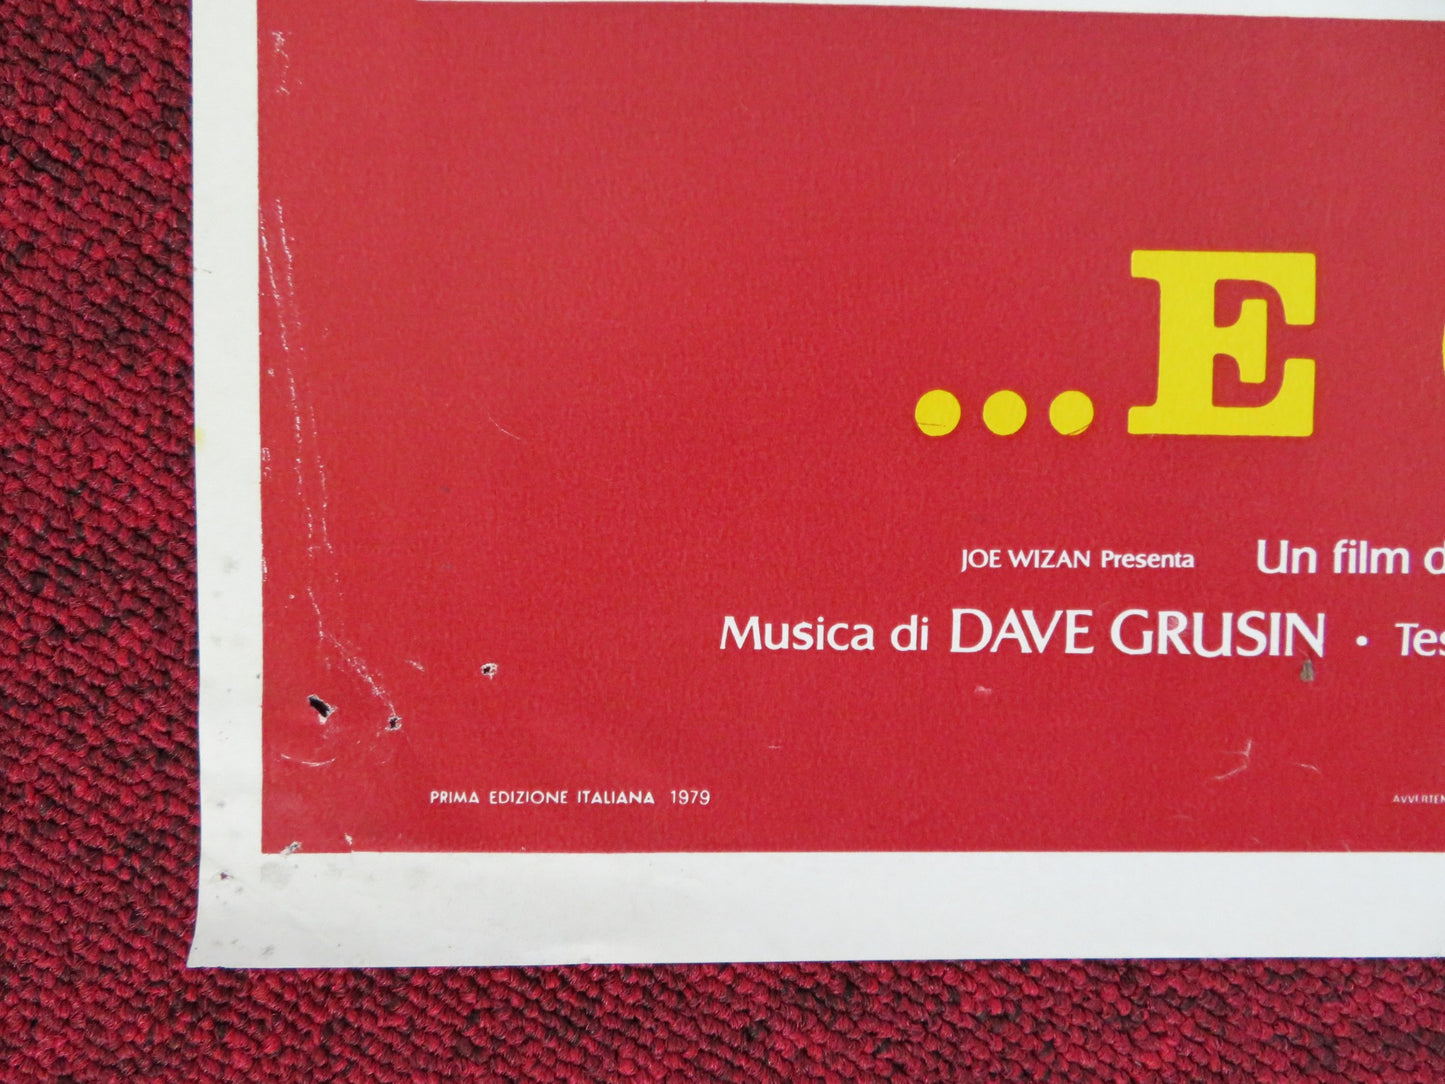 ...E
JOE WIZAN Presenta Un film
Musica di DAVE GRUSIN •
PRIMA EDIZIONE ITALIANA 1979